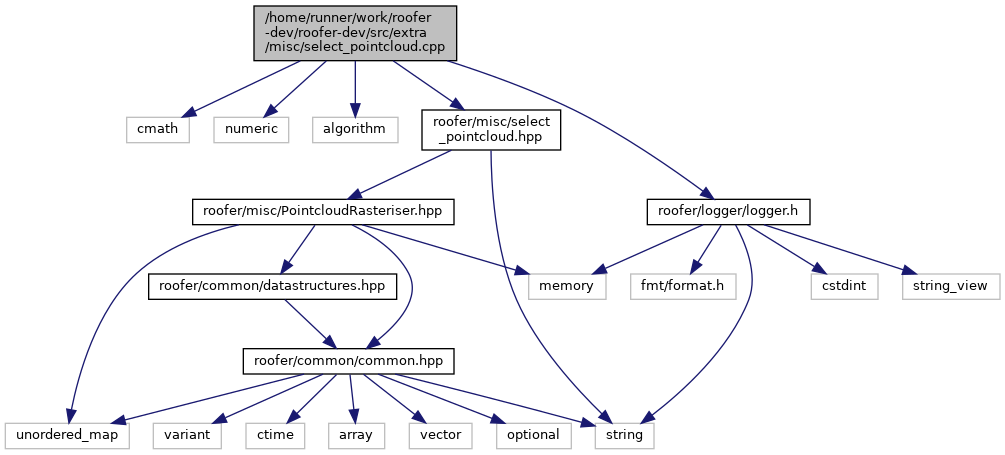 /home/runner/work/roofer
-dev/roofer-dev/src/extra
/misc/select_pointcloud.cpp
cmath
numeric
algorithm
roofer/misc/select
_pointcloud.hpp
roofer/misc/PointcloudRasteriser.hpp
roofer/logger/logger.h
roofer/common/datastructures.hpp
memory
fmt/format.h
cstdint
string_view
roofer/common/common.hpp
unordered_map
variant
ctime
array
vector
optional
string